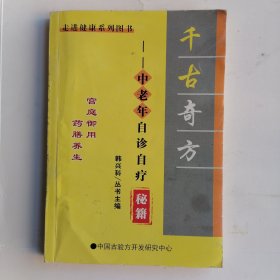 走进健康系列图书
千古奇方
——中老年自诊自疗秘籍
宫庭御用
药膳养生
韩兴科/丛书主编
●中国古验方开发研究中心